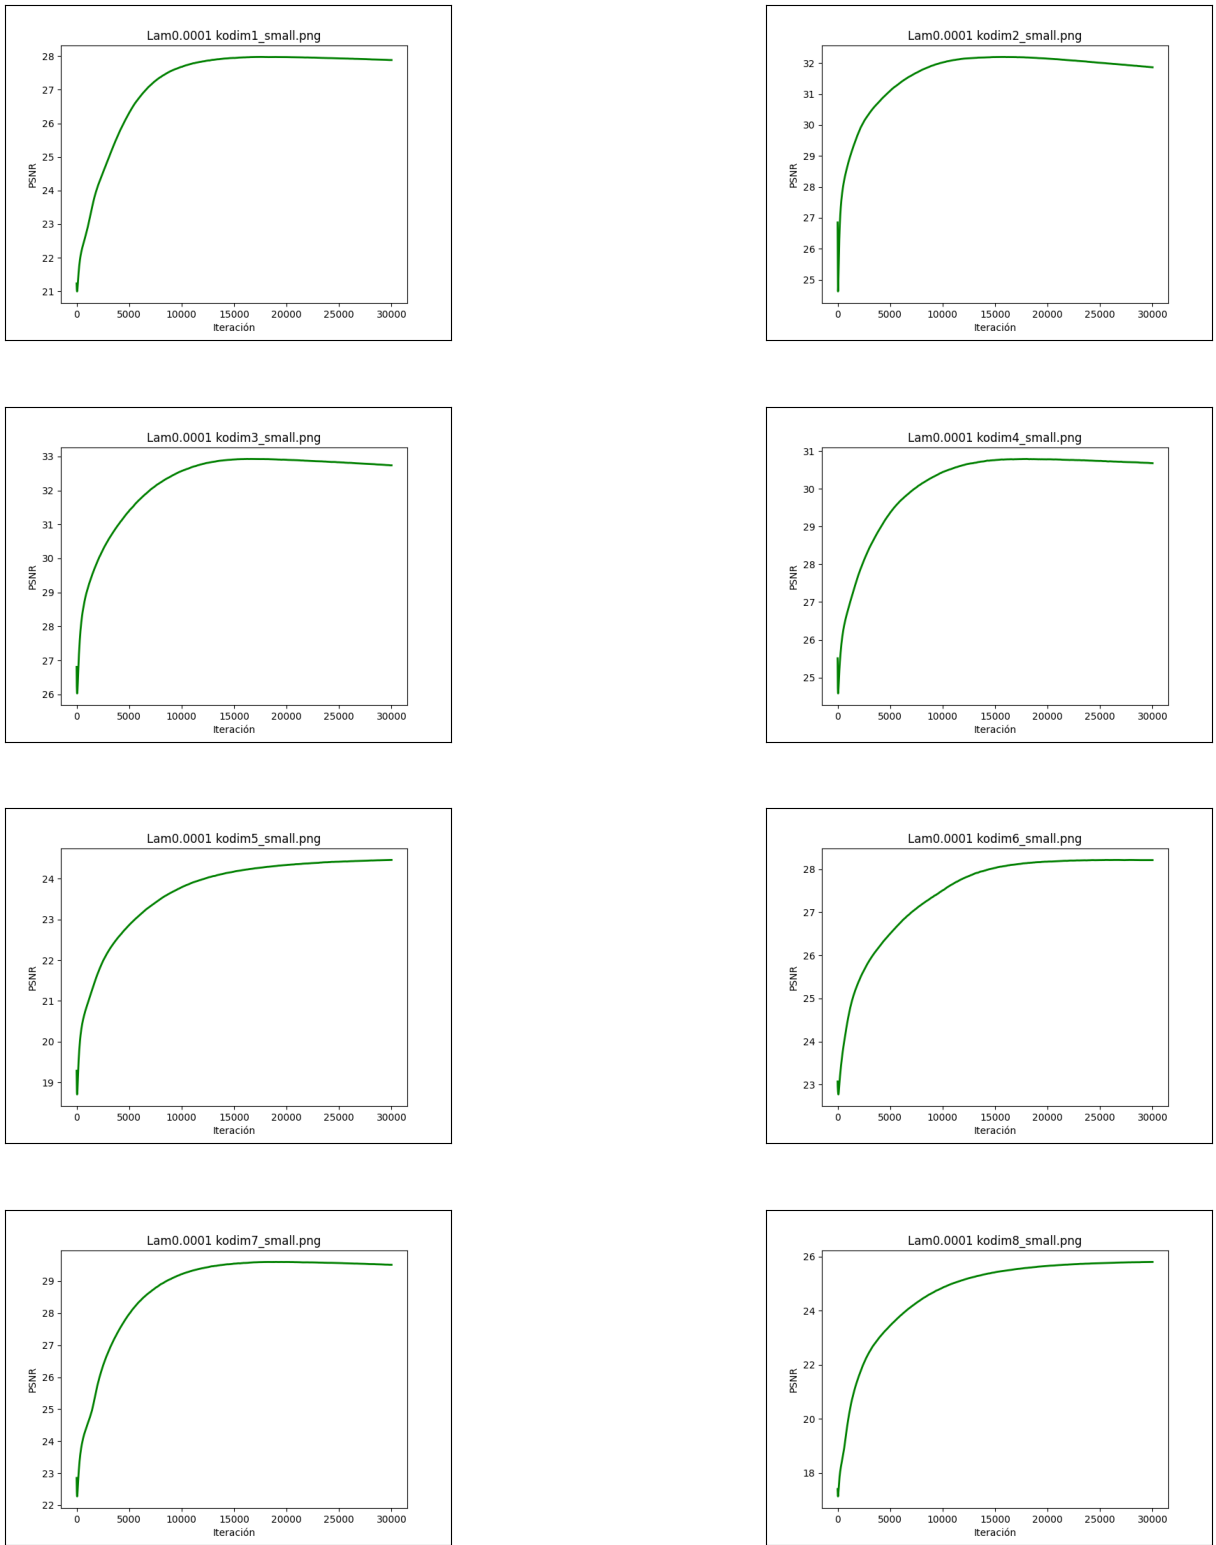 Lam0.0001 kodim1_small.png
28
27
26
25
24
23
22
21
PSNR
0 5000 10000 15000 20000 25000 30000
Iteración
Lam0.0001 kodim2_small.png
32
31
30
29
28
27
26
25
PSNR
0 5000 10000 15000 20000 25000 30000
Iteración
Lam0.0001 kodim3_small.png
33
32
31
30
29
28
27
26
PSNR
0 5000 10000 15000 20000 25000 30000
Iteración
Lam0.0001 kodim4_small.png
31
30
29
28
27
26
25
PSNR
0 5000 10000 15000 20000 25000 30000
Iteración
Lam0.0001 kodim5_small.png
24
23
22
21
20
19
PSNR
0 5000 10000 15000 20000 25000 30000
Iteración
Lam0.0001 kodim6_small.png
28
27
26
25
24
23
PSNR
0 5000 10000 15000 20000 25000 30000
Iteración
Lam0.0001 kodim7_small.png
29
28
27
26
25
24
23
22
PSNR
0 5000 10000 15000 20000 25000 30000
Iteración
Lam0.0001 kodim8_small.png
26
24
22
20
18
PSNR
0 5000 10000 15000 20000 25000 30000
Iteración